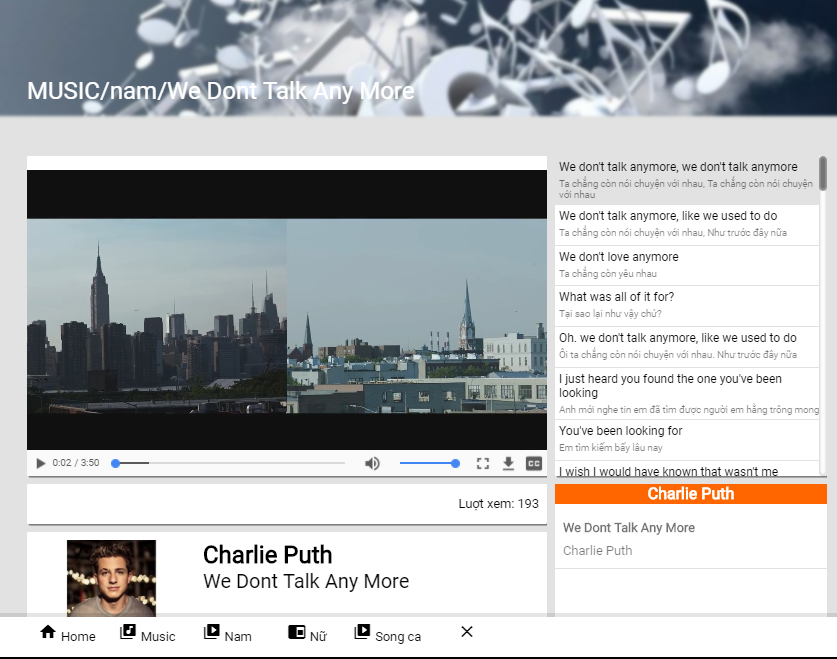 MUSIC/nam/We Dont Talk Any More
We don't talk anymore, we don't talk anymore
Ta chẳng còn nói chuyện với nhau, Ta chẳng còn nói chuyện
với nhau
We don't talk anymore, like we used to do
Ta chẳng còn nói chuyện với nhau, Như trước đây nữa
We don't love anymore
Ta chẳng còn yêu nhau
What was all of it for?
Tại sao lại như vậy chứ?
Oh. we don't talk anymore, like we used to do
Ôi ta chẳng còn nói chuyện với nhau. Như trước đây nữa
I just heard you found the one you've been
looking
Anh mới nghe tin em đã tìm được người em hằng trông mong
You've been looking for
Em tìm kiếm bấy lâu nay
I wish I would have known that wasn't me
0:02 / 3:50
CC
Lượt xem: 193
Charlie Puth
We Dont Talk Any More
Charlie Puth
We Dont Talk Any More
Charlie Puth
Home
Music
Nam
Nữ
Song ca